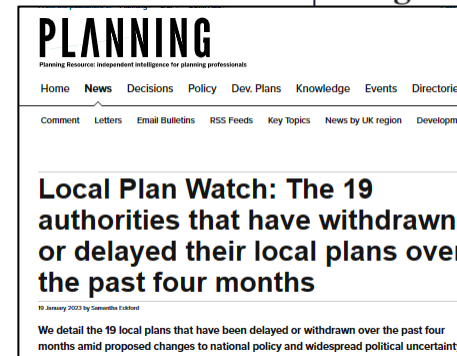 PLANNING
Planning Resource: Independent intelligence for planning professionals
Home News Decisions Policy Dev. Plans Knowledge Events Directorie
Comment Letters Email Bulletins RSS Feeds Key Topics News by UK region Developm
Local Plan Watch: The 19
authorities that have withdrawn
or delayed their local plans over
the past four months
19 January 2023 by Samantha Eckford
We detail the 19 local plans that have been delayed or withdrawn over the past four
months amid proposed changes to national policy and widespread political uncertaint